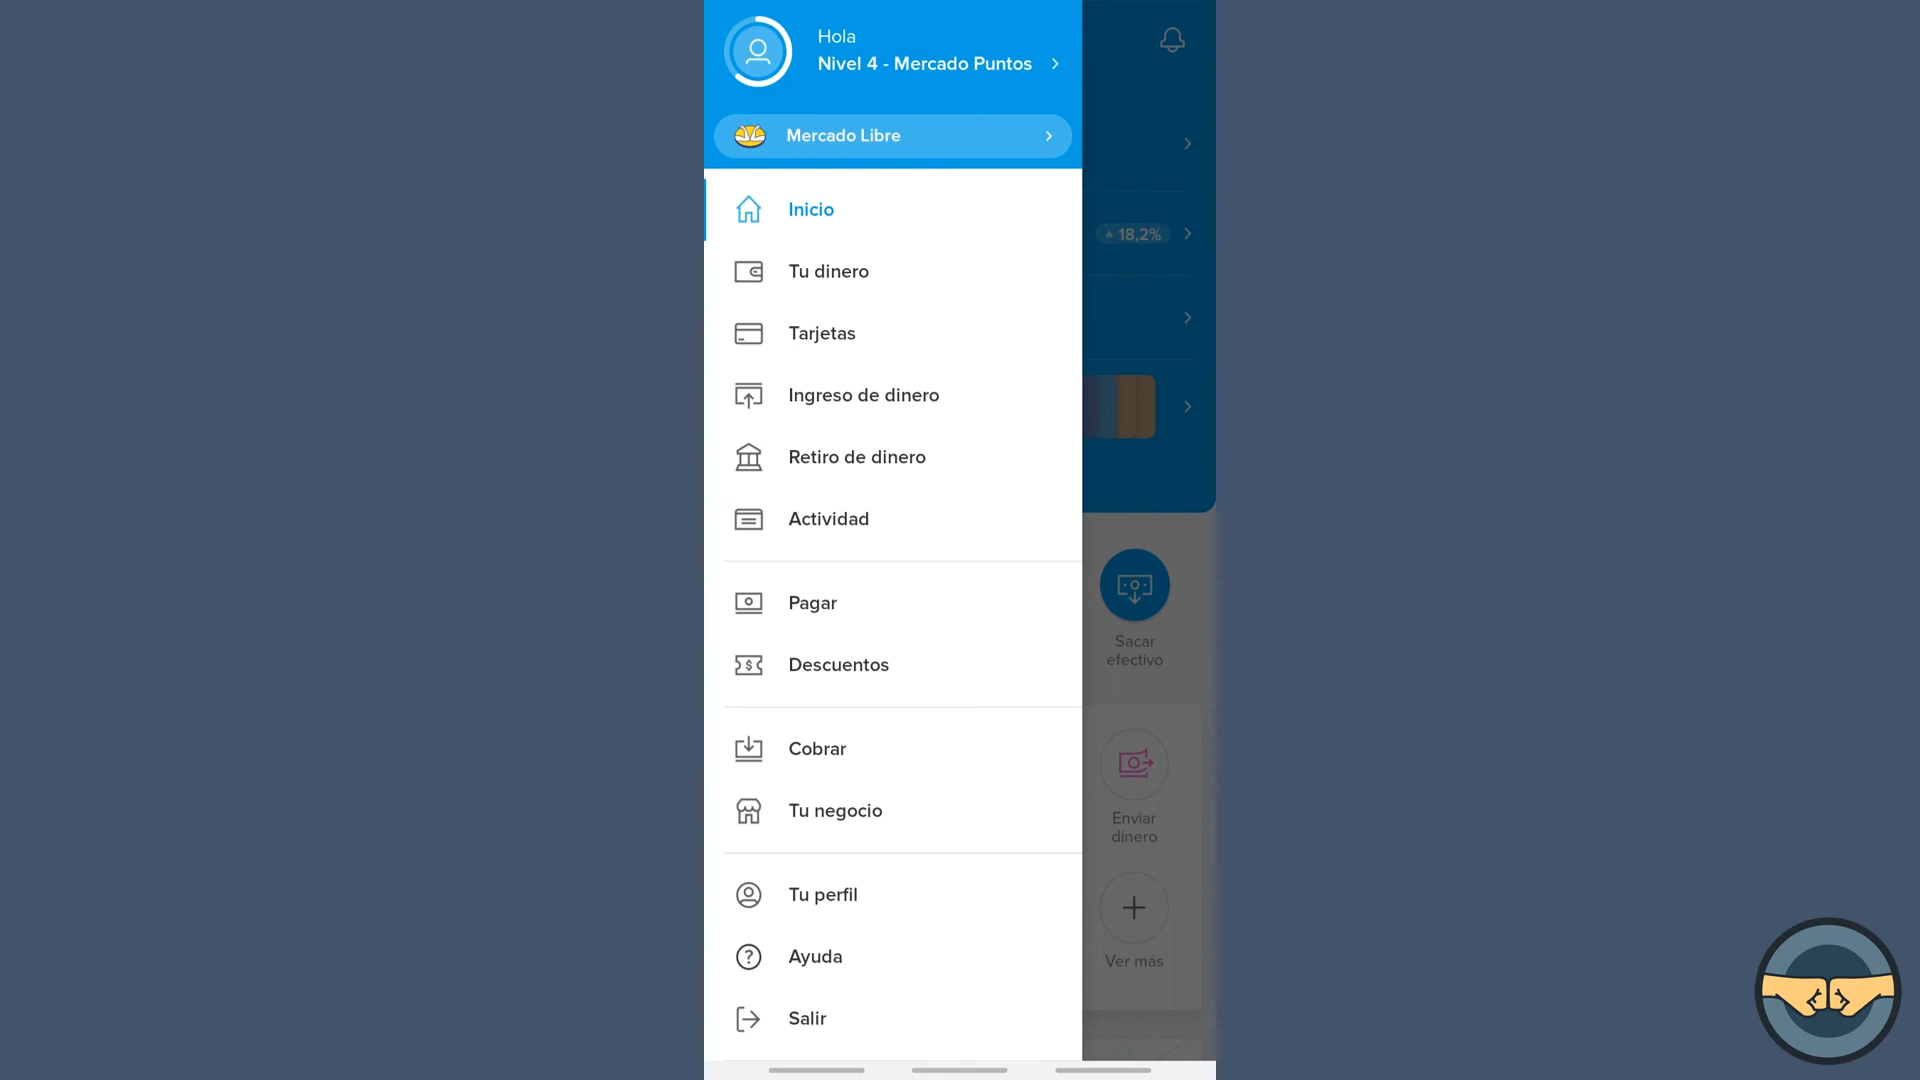 Hola
Nivel 4 - Mercado Puntos
Mercado Libre
Inicio
18,2%
Tu dinero
Tarjetas
Ingreso de dinero
Retiro de dinero
Actividad
Pagar
Sacar
efectivo
Descuentos
Cobrar
Tu negocio
Enviar
dinero
Tu perfil
Ayuda
Ver más
Salir